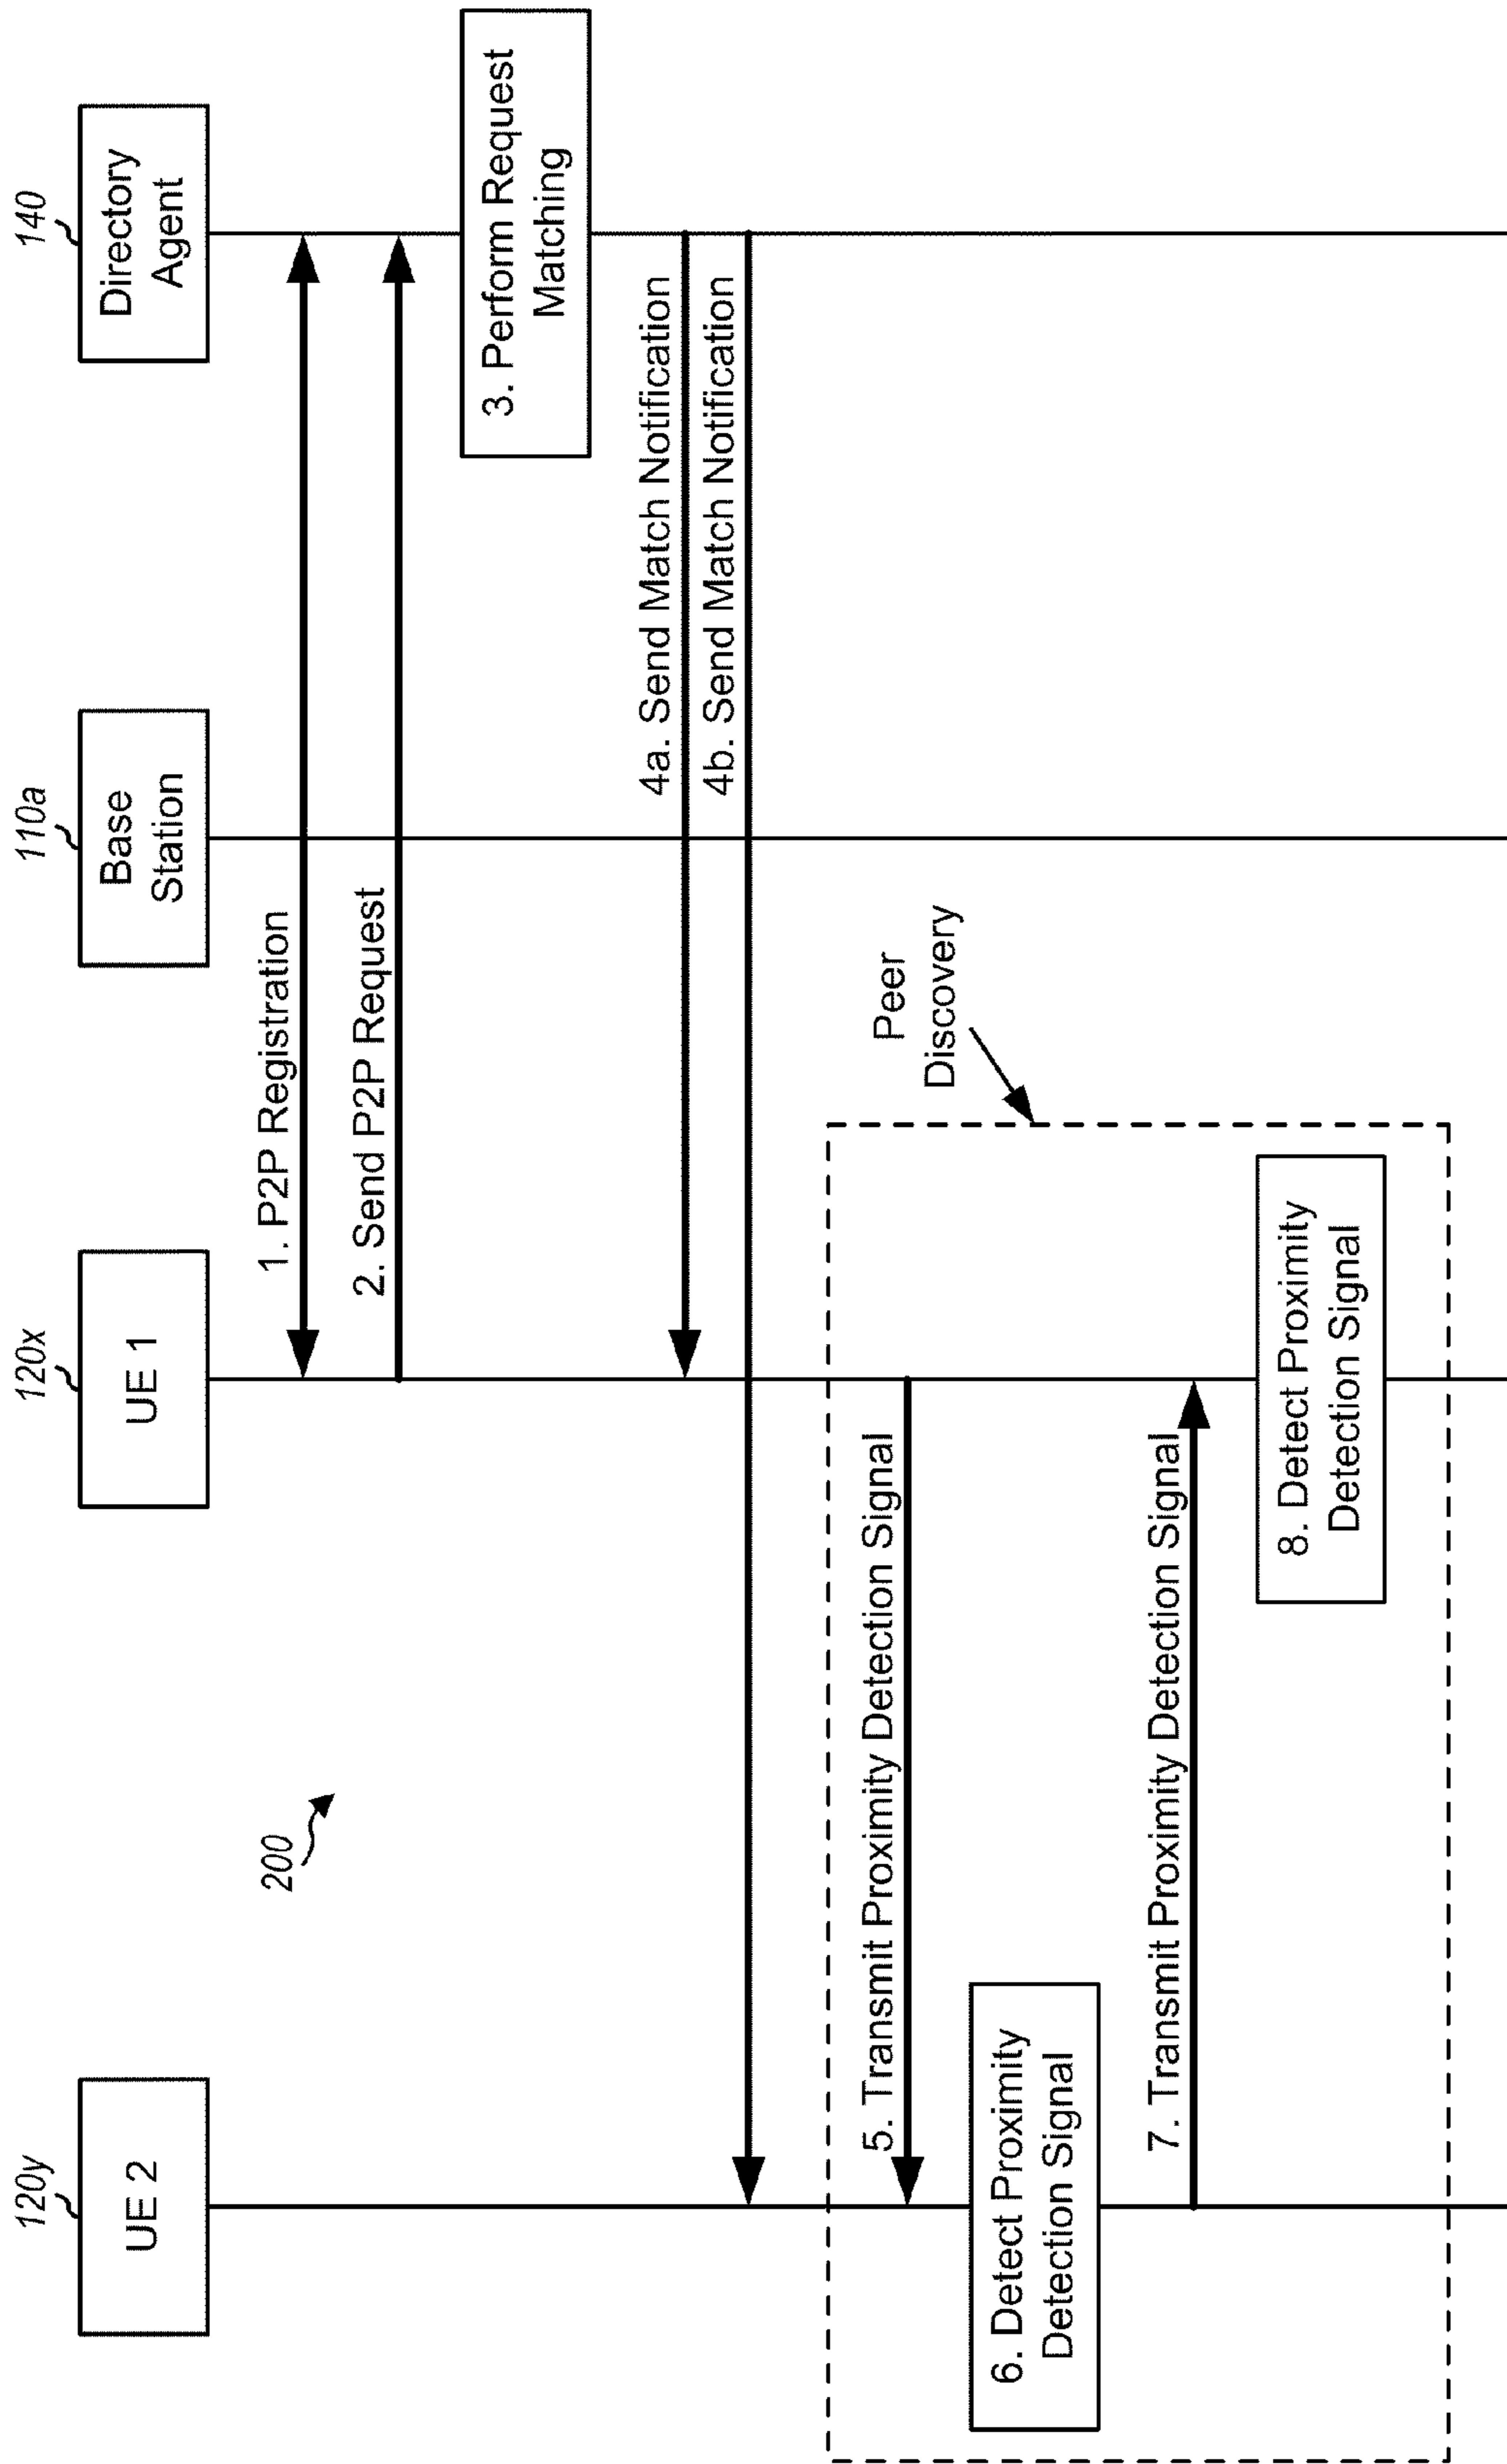 120y
120x
110a
140
UE 2
UE 1
Base
Station
Directory
Agent
200
1. P2P Registration
2. Send P2P Request
3. Perform Request
Matching
4a. Send Match Notification
4b. Send Match Notification
Peer
Discovery
5. Transmit Proximity Detection Signal
6. Detect Proximity
Detection Signal
7. Transmit Proximity Detection Signal
8. Detect Proximity
Detection Signal